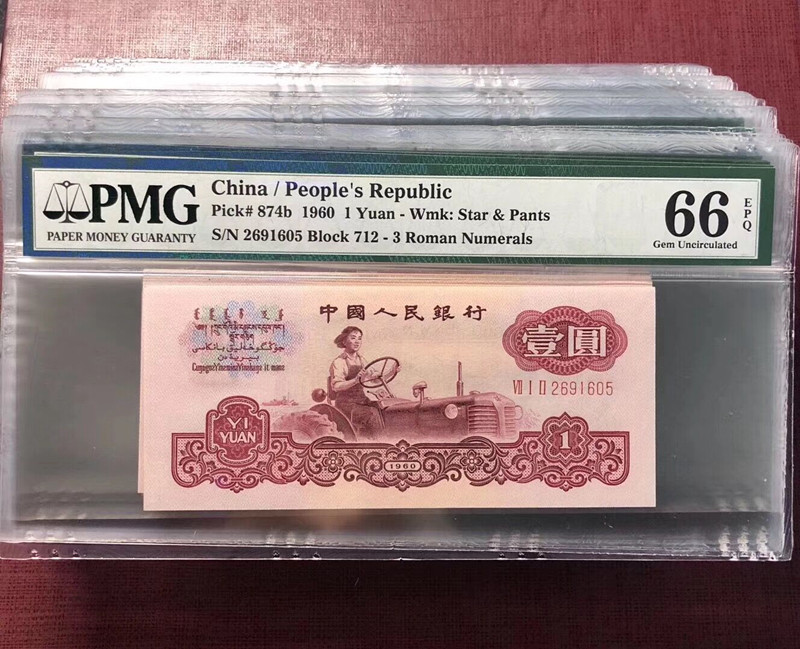 PMG
PAPER MONEY GUARANTY
China / People's Republic
Pick# 874b 1960 1 Yuan - Wmk: Star & Pants
S/N 2691605 Block 712 - 3 Roman Numerals
66 EPQ
Gem Uncirculated
中國人民銀行
壹圓
VII I II 2691605
YI
YUAN
1960
1